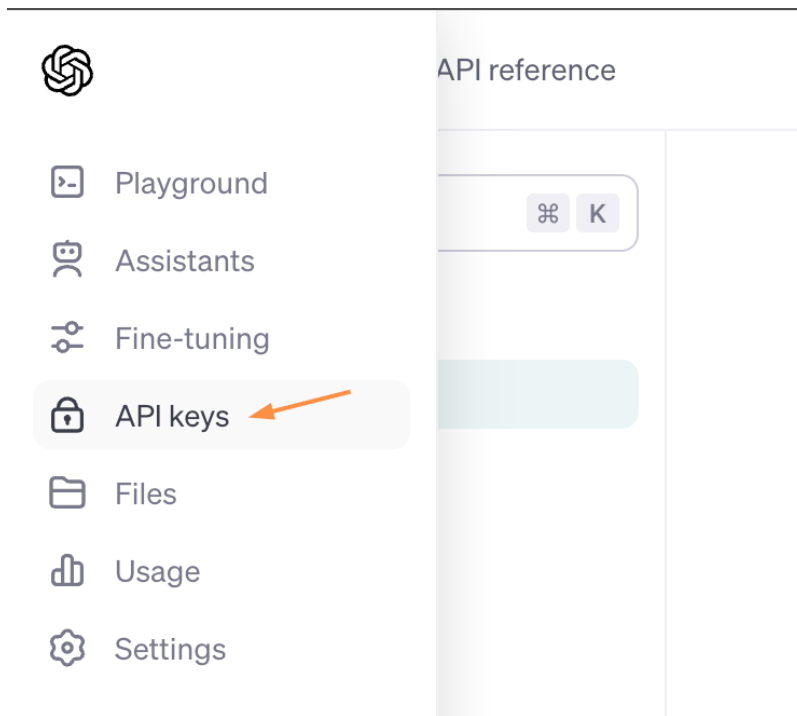 API reference
⌘ K
Playground
Assistants
Fine-tuning
API keys
Files
Usage
Settings